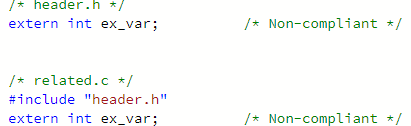 /* header.h */
extern int ex_var;          /* Non-compliant */
/* related.c */
#include "header.h"
extern int ex_var;          /* Non-compliant */